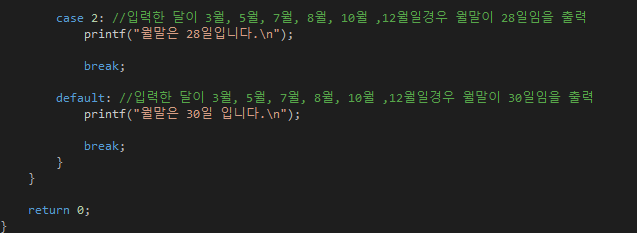 case 2: //입력한 달이 3월, 5월, 7월, 8월, 10월 ,12월일경우 월말이 28일임을 출력
printf("월말은 28일입니다.\n");
break;
default: //입력한 달이 3월, 5월, 7월, 8월, 10월 ,12월일경우 월말이 30일임을 출력
printf("월말은 30일 입니다.\n");
break;
}
}
return 0;
}